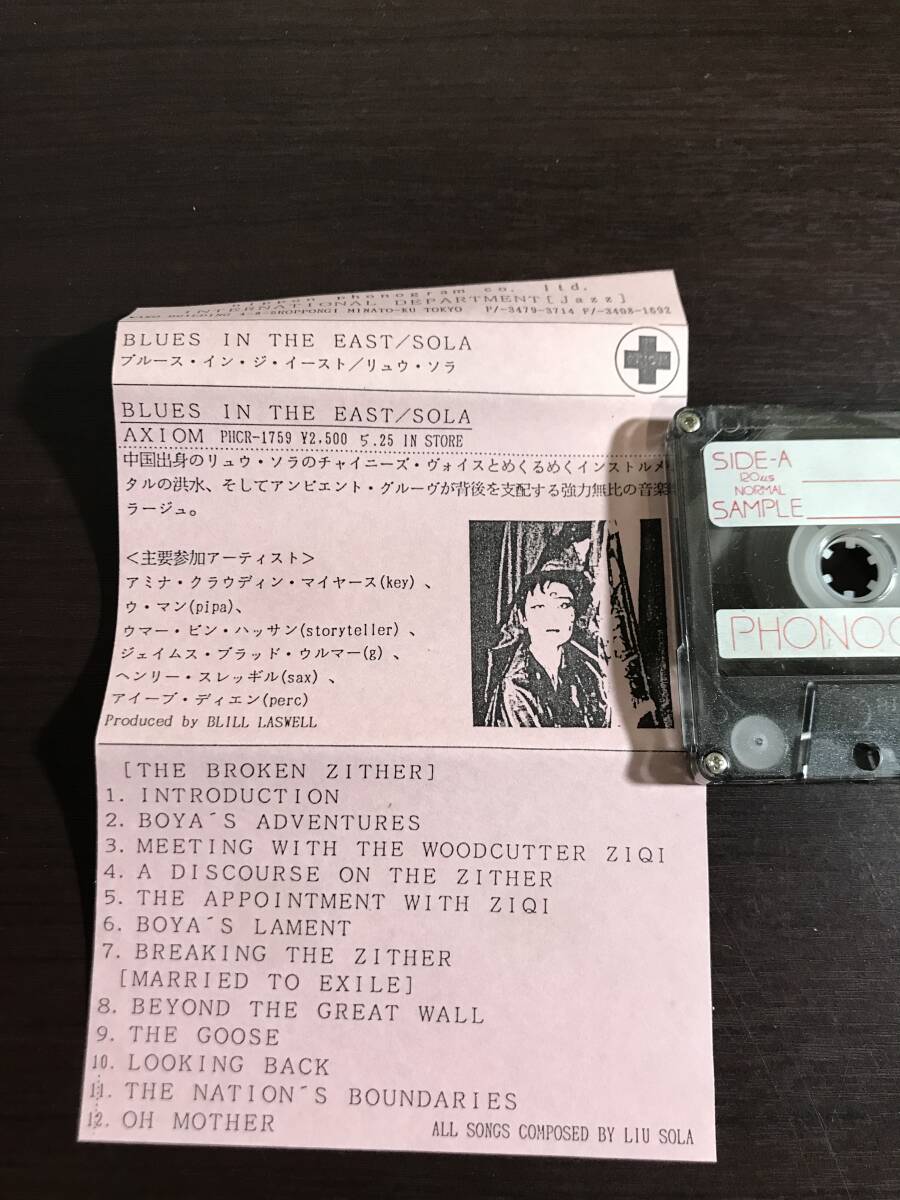 nippon phonogram co. ltd.
INTERNATIONAL DEPARTMENT[Jazz]
BUILDING 4-8-5ROPPONGI MINATO-KU TOKYO P/-3479-3714 F/-3408-1592
BLUES IN THE EAST/SOLA
ブルース・イン・ジ・イースト/リュウ・ソラ
BLUES IN THE EAST/SOLA
AXIOM PHCR-1759 ¥2,500 5.25 IN STORE
中国出身のリュウ・ソラのチャイニーズ・ヴォイスとめくるめくインストルメ
タルの洪水、そしてアンビエント・グルーヴが背後を支配する強力無比の音楽
ラージュ。
<主要参加アーティスト>
アミナ・クラウディン・マイヤース(key)、
ウ・マン(pipa)、
ウマー・ビン・ハッサン(storyteller)、
ジェイムス・ブラッド・ウルマー(g)、
ヘンリー・スレッギル(sax)、
アイーブ・ディエン(perc)
Produced by BLILL LASWELL
[THE BROKEN ZITHER]
1. INTRODUCTION
2. BOYA´S ADVENTURES
3. MEETING WITH THE WOODCUTTER ZIQI
4. A DISCOURSE ON THE ZITHER
5. THE APPOINTMENT WITH ZIQI
6. BOYA´S LAMENT
7. BREAKING THE ZITHER
[MARRIED TO EXILE]
8. BEYOND THE GREAT WALL
9. THE GOOSE
10. LOOKING BACK
11. THE NATION´S BOUNDARIES
12. OH MOTHER
ALL SONGS COMPOSED BY LIU SOLA
SIDE-A
120μs
NORMAL
SAMPLE
PHONOG